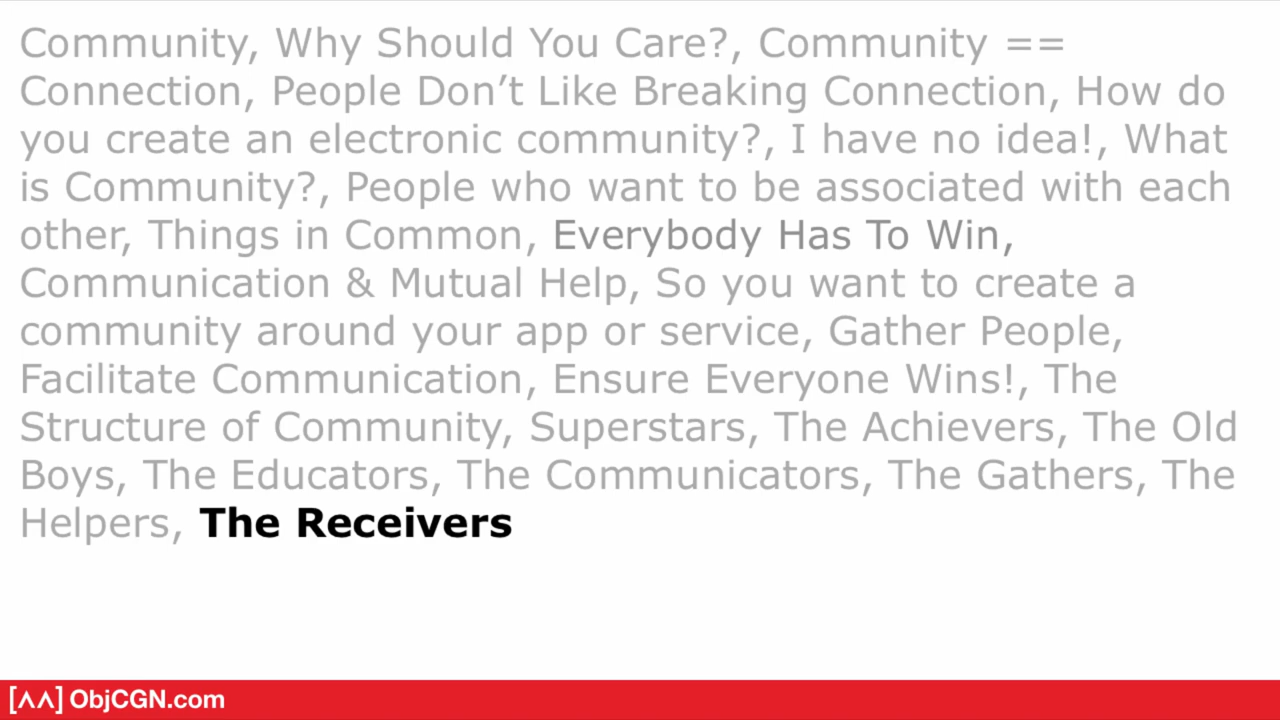 Community, Why Should You Care?, Community ==
Connection, People Don’t Like Breaking Connection, How do
you create an electronic community?, I have no idea!, What
is Community?, People who want to be associated with each
other, Things in Common, Everybody Has To Win,
Communication & Mutual Help, So you want to create a
community around your app or service, Gather People,
Facilitate Communication, Ensure Everyone Wins!, The
Structure of Community, Superstars, The Achievers, The Old
Boys, The Educators, The Communicators, The Gathers, The
Helpers, The Receivers
[ʌʌ] ObjCGN.com